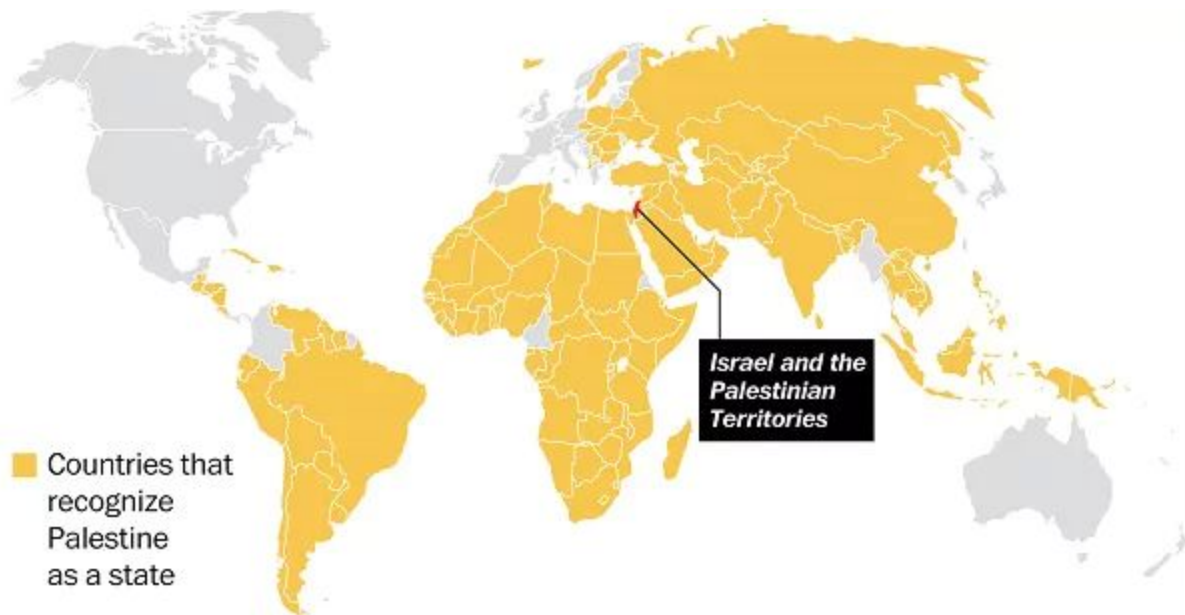 Israel and the
Palestinian
Territories
Countries that
recognize
Palestine
as a state